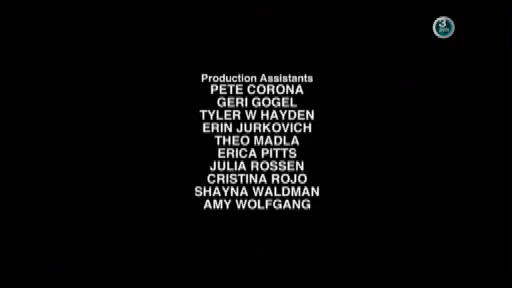 3
Production Assistants
PETE CORONA
GERI GOGEL
TYLER W HAYDEN
ERIN JURKOVICH
THEO MADLA
ERICA PITTS
JULIA ROSSEN
CRISTINA ROJO
SHAYNA WALDMAN
AMY WOLFGANG